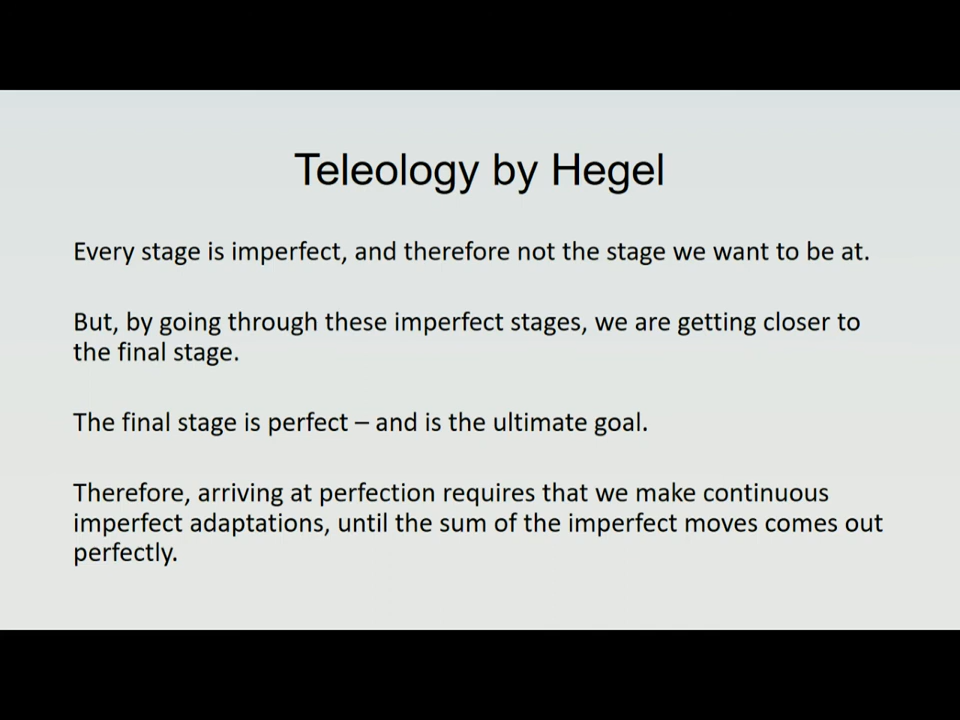 Teleology by Hegel
Every stage is imperfect, and therefore not the stage we want to be at.
But, by going through these imperfect stages, we are getting closer to
the final stage.
The final stage is perfect – and is the ultimate goal.
Therefore, arriving at perfection requires that we make continuous
imperfect adaptations, until the sum of the imperfect moves comes out
perfectly.